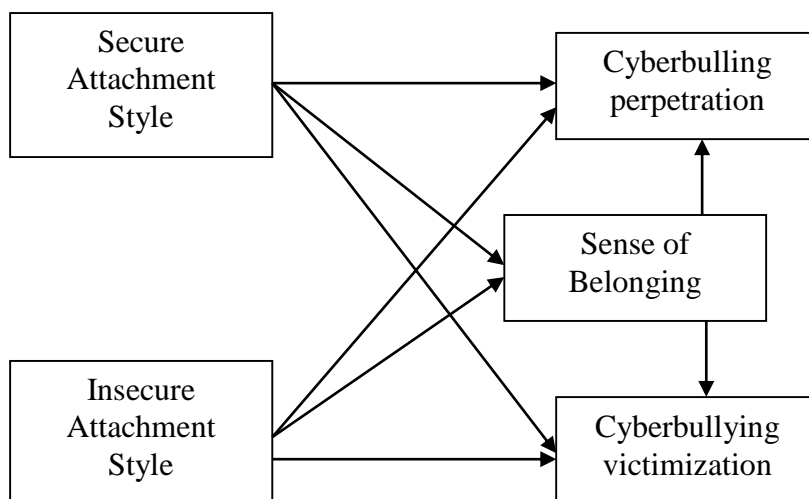 Secure
Attachment
Style
Cyberbulling
perpetration
Sense of
Belonging
Insecure
Attachment
Style
Cyberbullying
victimization